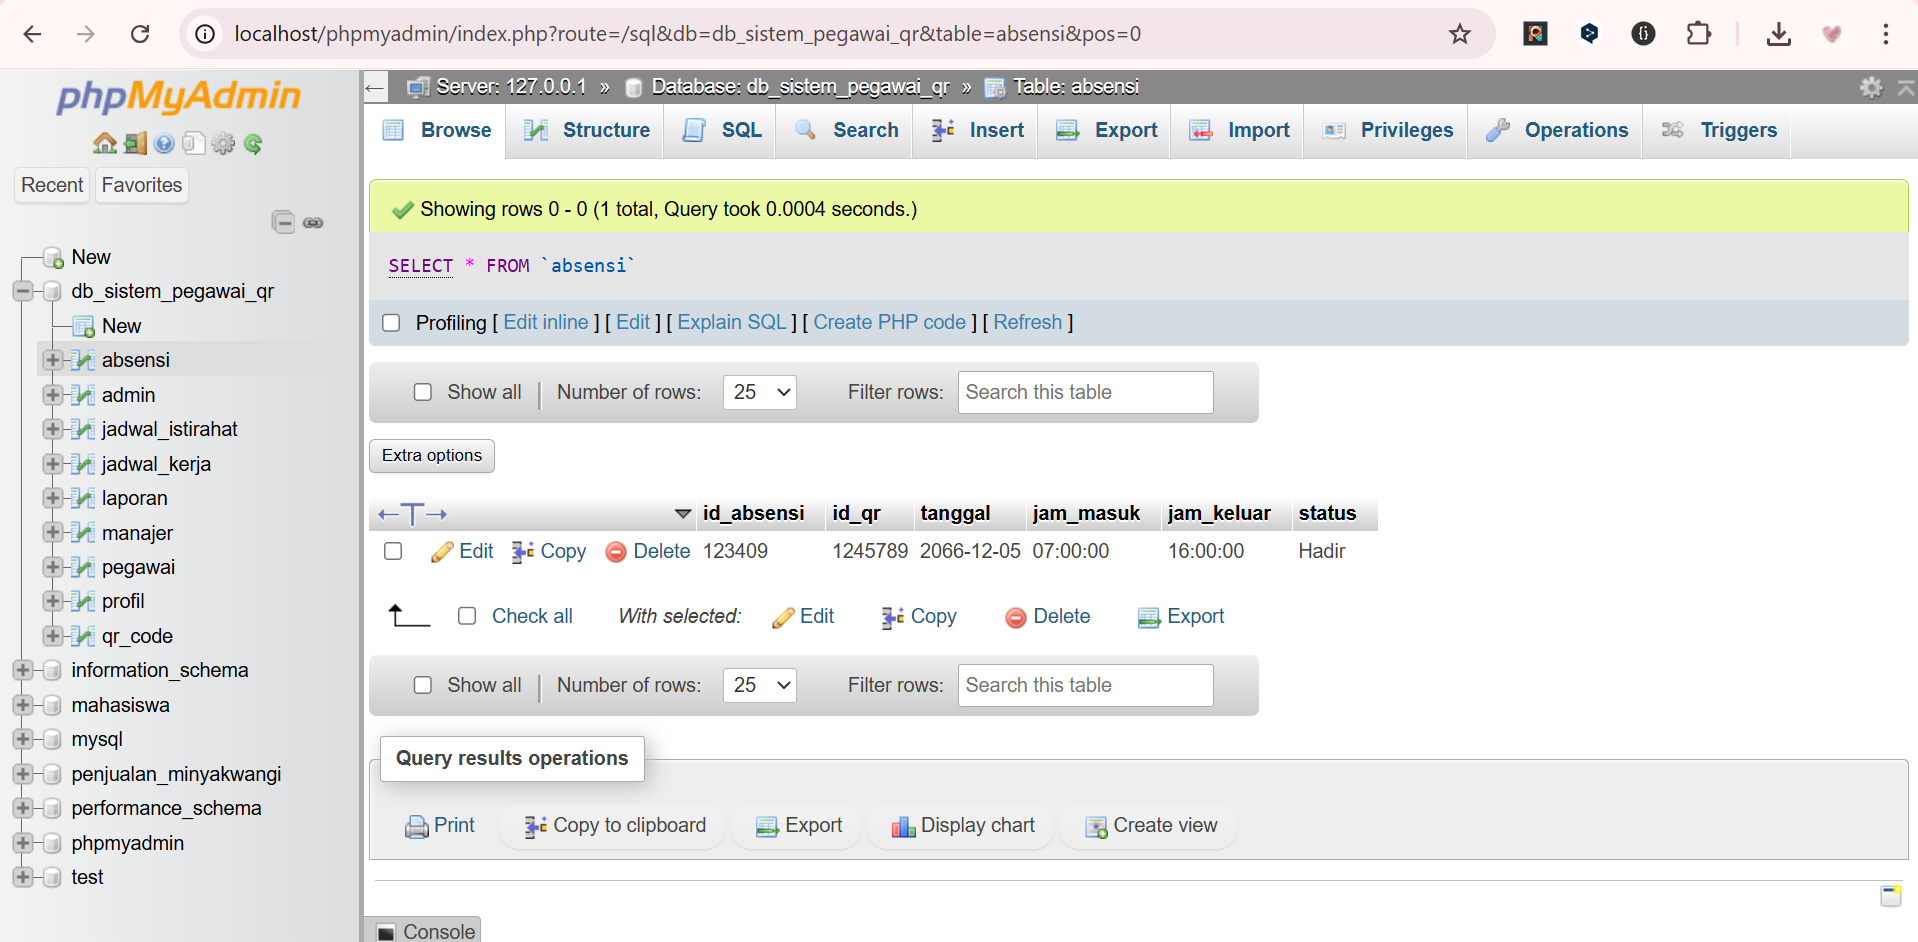 localhost/phpmyadmin/index.php?route=/sql&db=db_sistem_pegawai_qr&table=absensi&pos=0
phpMyAdmin
Recent Favorites
New
db_sistem_pegawai_qr
New
absensi
admin
jadwal_istirahat
jadwal_kerja
laporan
manajer
pegawai
profil
qr_code
information_schema
mahasiswa
mysql
penjualan_minyakwangi
performance_schema
phpmyadmin
test
Server: 127.0.0.1 » Database: db_sistem_pegawai_qr » Table: absensi
Browse Structure SQL Search Insert Export Import Privileges Operations Triggers
Showing rows 0 - 0 (1 total, Query took 0.0004 seconds.)
SELECT * FROM `absensi`
Profiling [ Edit inline ] [ Edit ] [ Explain SQL ] [ Create PHP code ] [ Refresh ]
Show all | Number of rows: 25 Filter rows: Search this table
Extra options
←T→ id_absensi id_qr tanggal jam_masuk jam_keluar status
Edit Copy Delete 123409 1245789 2066-12-05 07:00:00 16:00:00 Hadir
Check all With selected: Edit Copy Delete Export
Show all | Number of rows: 25 Filter rows: Search this table
Query results operations
Print Copy to clipboard Export Display chart Create view
Console